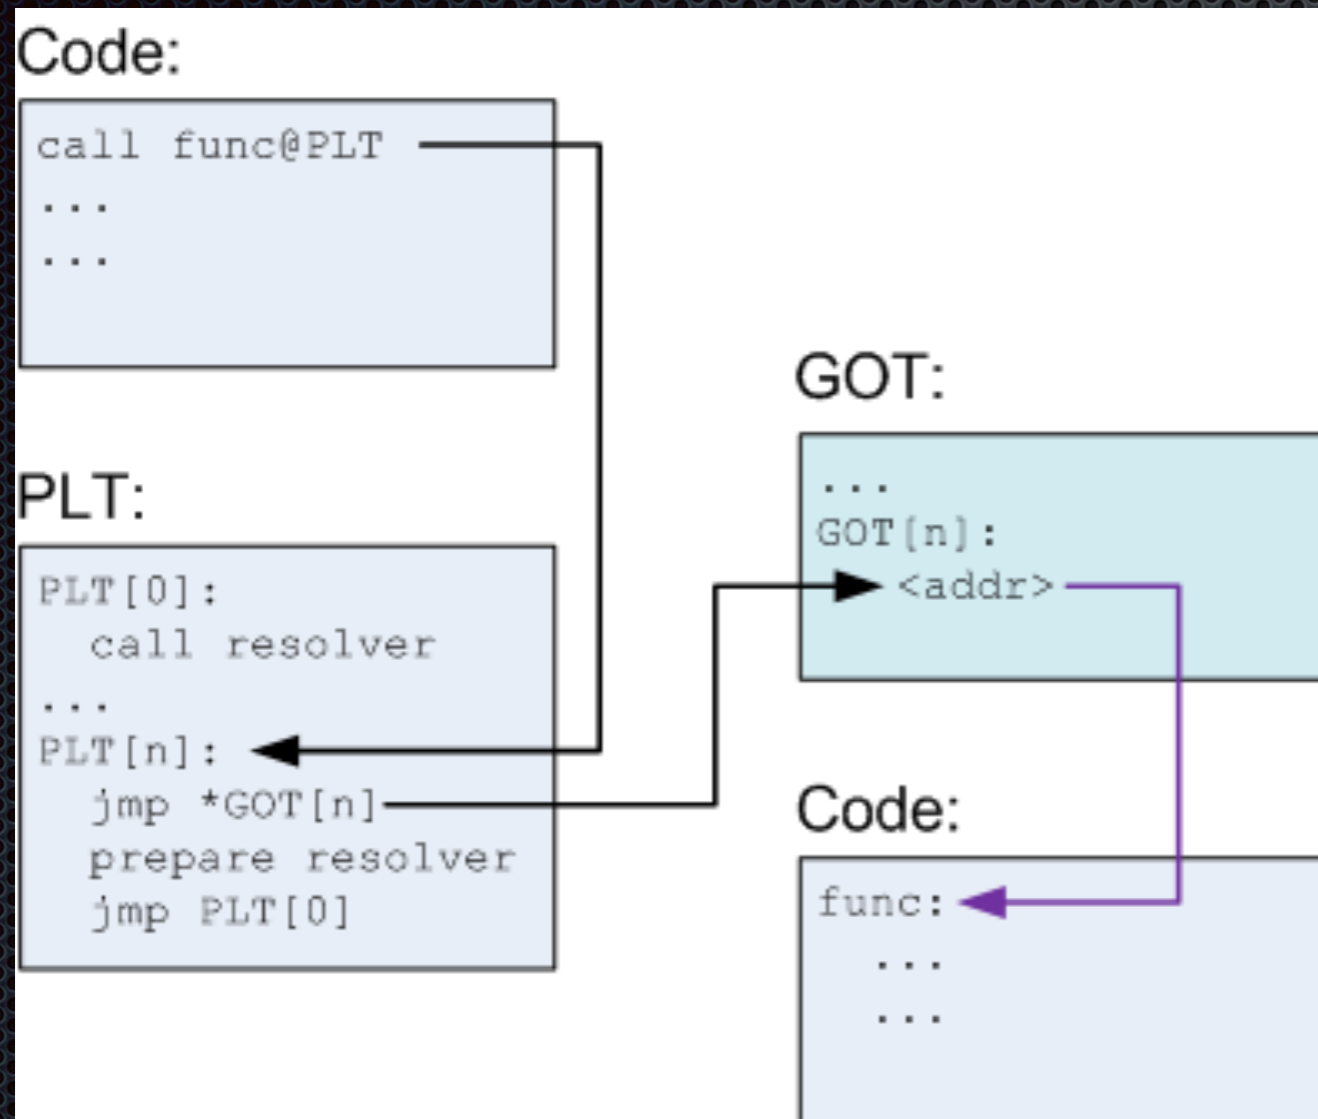 Code:
call func@PLT
...
...
PLT:
PLT[0]:
call resolver
...
PLT[n]:
jmp *GOT[n]
prepare resolver
jmp PLT[0]
GOT:
...
GOT[n]:
<addr>
Code:
func:
...
...